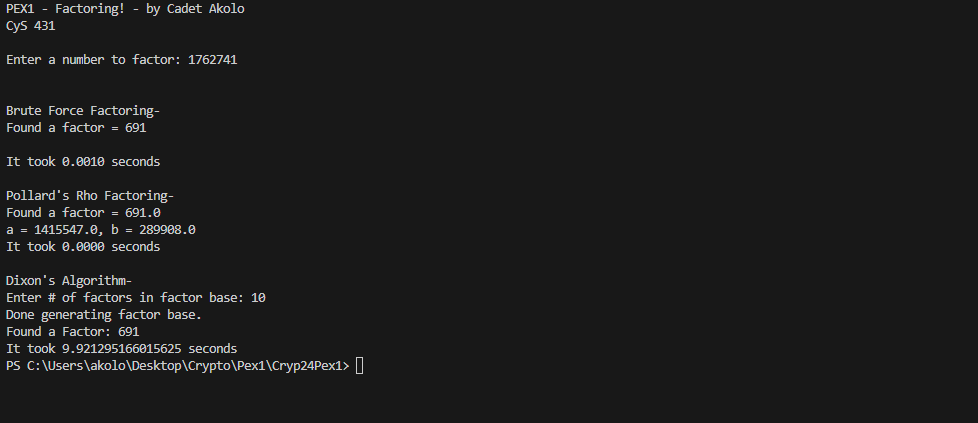 PEX1 - Factoring! - by Cadet Akolo
CyS 431
Enter a number to factor: 1762741
Brute Force Factoring-
Found a factor = 691
It took 0.0010 seconds
Pollard's Rho Factoring-
Found a factor = 691.0
a = 1415547.0, b = 289908.0
It took 0.0000 seconds
Dixon's Algorithm-
Enter # of factors in factor base: 10
Done generating factor base.
Found a Factor: 691
It took 9.921295166015625 seconds
PS C:\Users\akolo\Desktop\Crypto\Pex1\Cryp24Pex1>